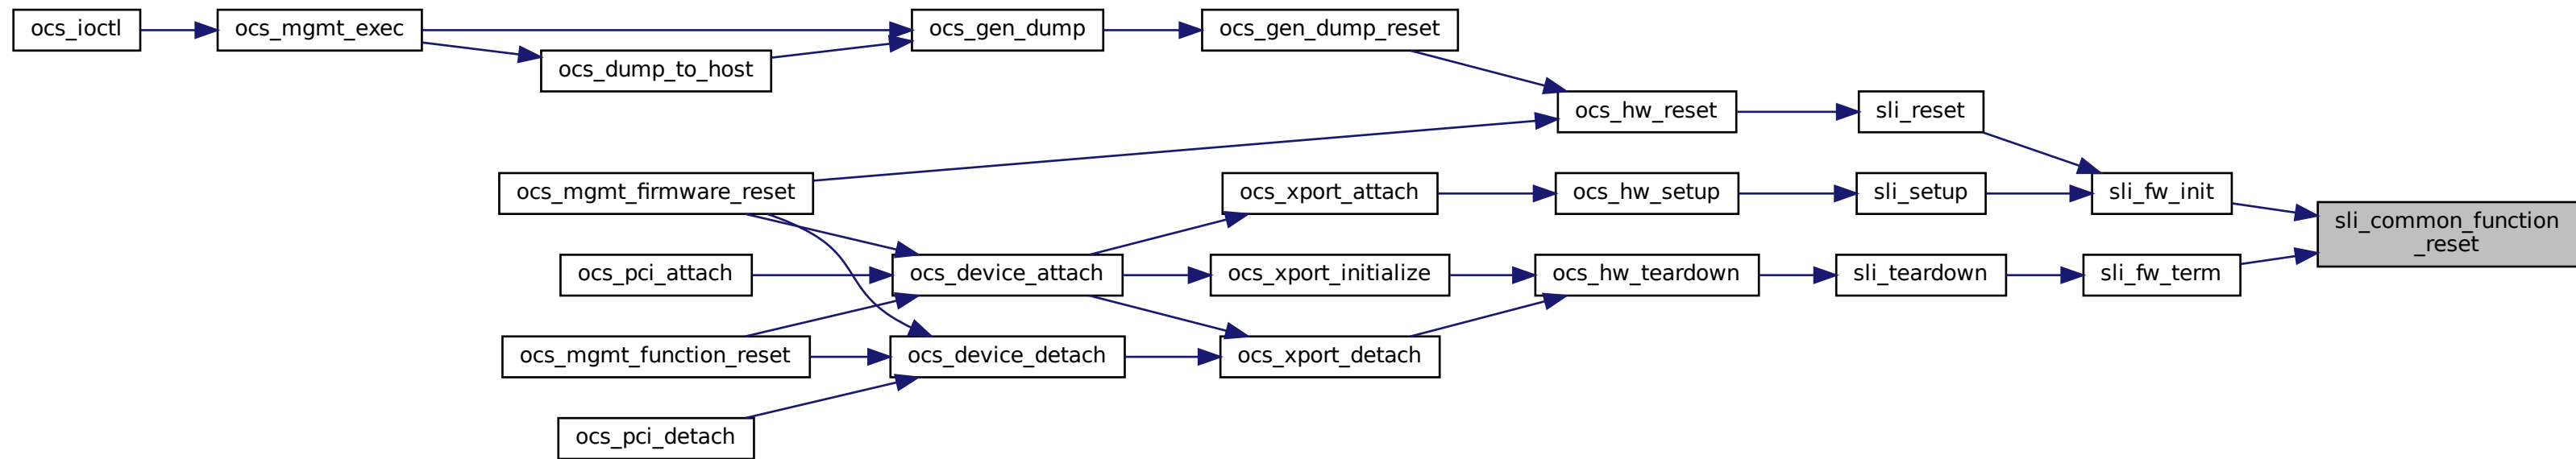 ocs_ioctl
ocs_mgmt_exec
ocs_gen_dump
ocs_gen_dump_reset
ocs_dump_to_host
ocs_hw_reset
sli_reset
ocs_mgmt_firmware_reset
ocs_xport_attach
ocs_hw_setup
sli_setup
sli_fw_init
sli_common_function
_reset
ocs_pci_attach
ocs_device_attach
ocs_xport_initialize
ocs_hw_teardown
sli_teardown
sli_fw_term
ocs_mgmt_function_reset
ocs_device_detach
ocs_xport_detach
ocs_pci_detach